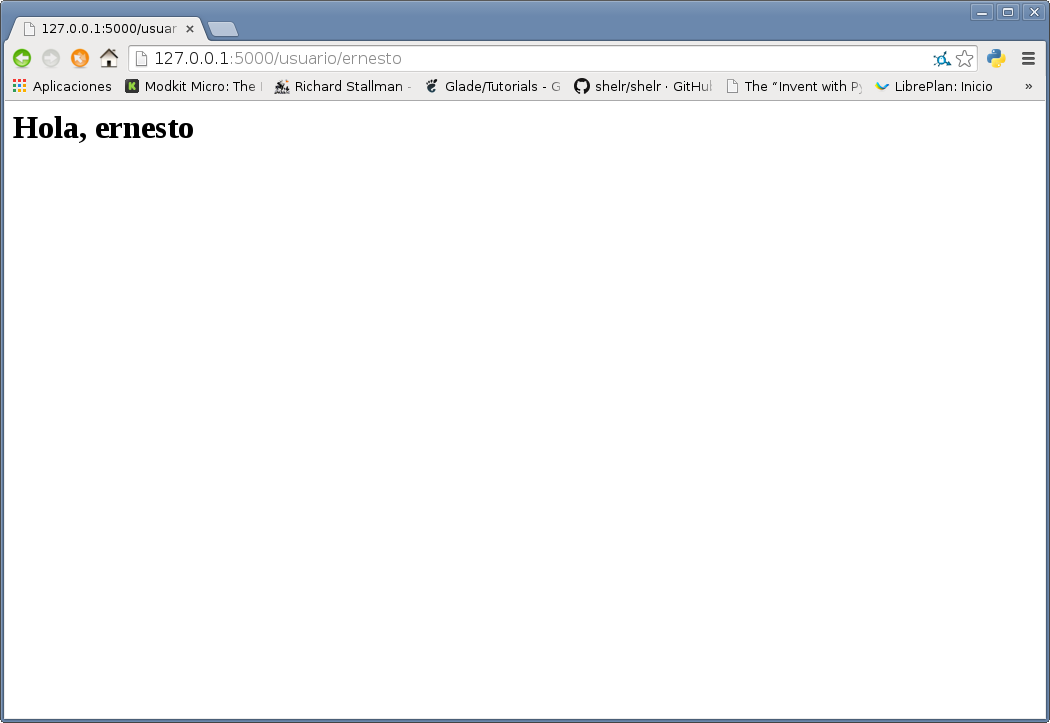 127.0.0.1:5000/usuar
127.0.0.1:5000/usuario/ernesto
Aplicaciones Modkit Micro: The Richard Stallman - Glade/Tutorials - G shelr/shelr · GitHu The “Invent with Py LibrePlan: Inicio »
Hola, ernesto